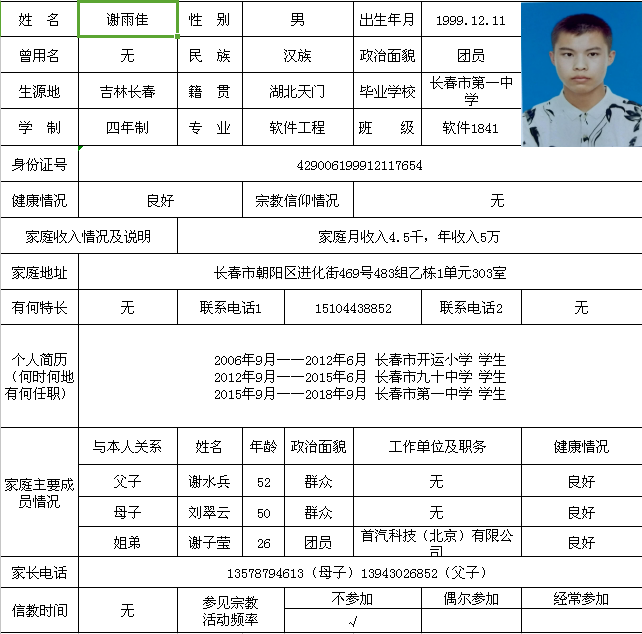 姓 名 谢雨佳 性 别 男 出生年月 1999.12.11
曾用名 无 民 族 汉族 政治面貌 团员
生源地 吉林长春 籍 贯 湖北天门 毕业学校 长春市第一中
学
学 制 四年制 专 业 软件工程 班 级 软件1841
身份证号 429006199912117654
健康情况 良好 宗教信仰情况 无
家庭收入情况及说明 家庭月收入4.5千，年收入5万
家庭地址 长春市朝阳区进化街469号483组乙栋1单元303室
有何特长 无 联系电话1 15104438852 联系电话2 无
个人简历
（何时何地
有何任职）
2006年9月——2012年6月 长春市开运小学 学生
2012年9月——2015年6月 长春市九十中学 学生
2015年9月——2018年9月 长春市第一中学 学生
家庭主要成
员情况
与本人关系 姓名 年龄 政治面貌 工作单位及职务 健康情况
父子 谢水兵 52 群众 无 良好
母子 刘翠云 50 群众 无 良好
姐弟 谢子莹 26 团员 首汽科技（北京）有限公
司 良好
家长电话 13578794613（母子）13943026852（父子）
信教时间 无 参见宗教
活动频率
不参加 偶尔参加 经常参加
√